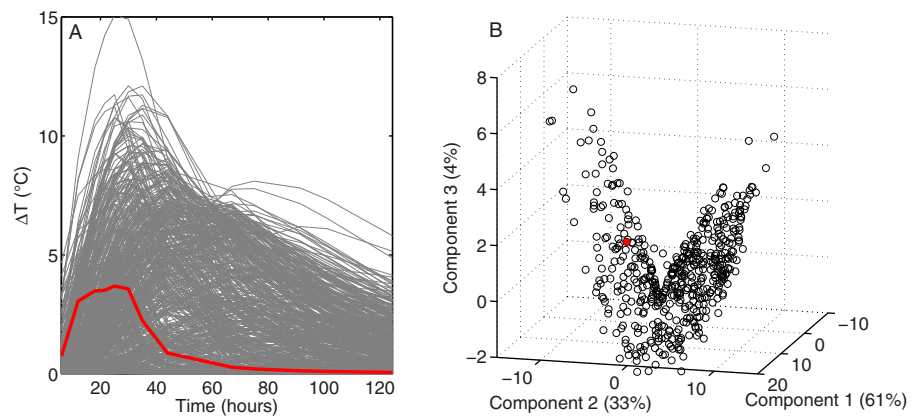 A
15
10
5
0
ΔT (°C)
20 40 60 80 100 120
Time (hours)
B
8
6
4
2
0
−2
Component 3 (4%)
−10 0 10
Component 2 (33%)
−10
0
10
20
Component 1 (61%)